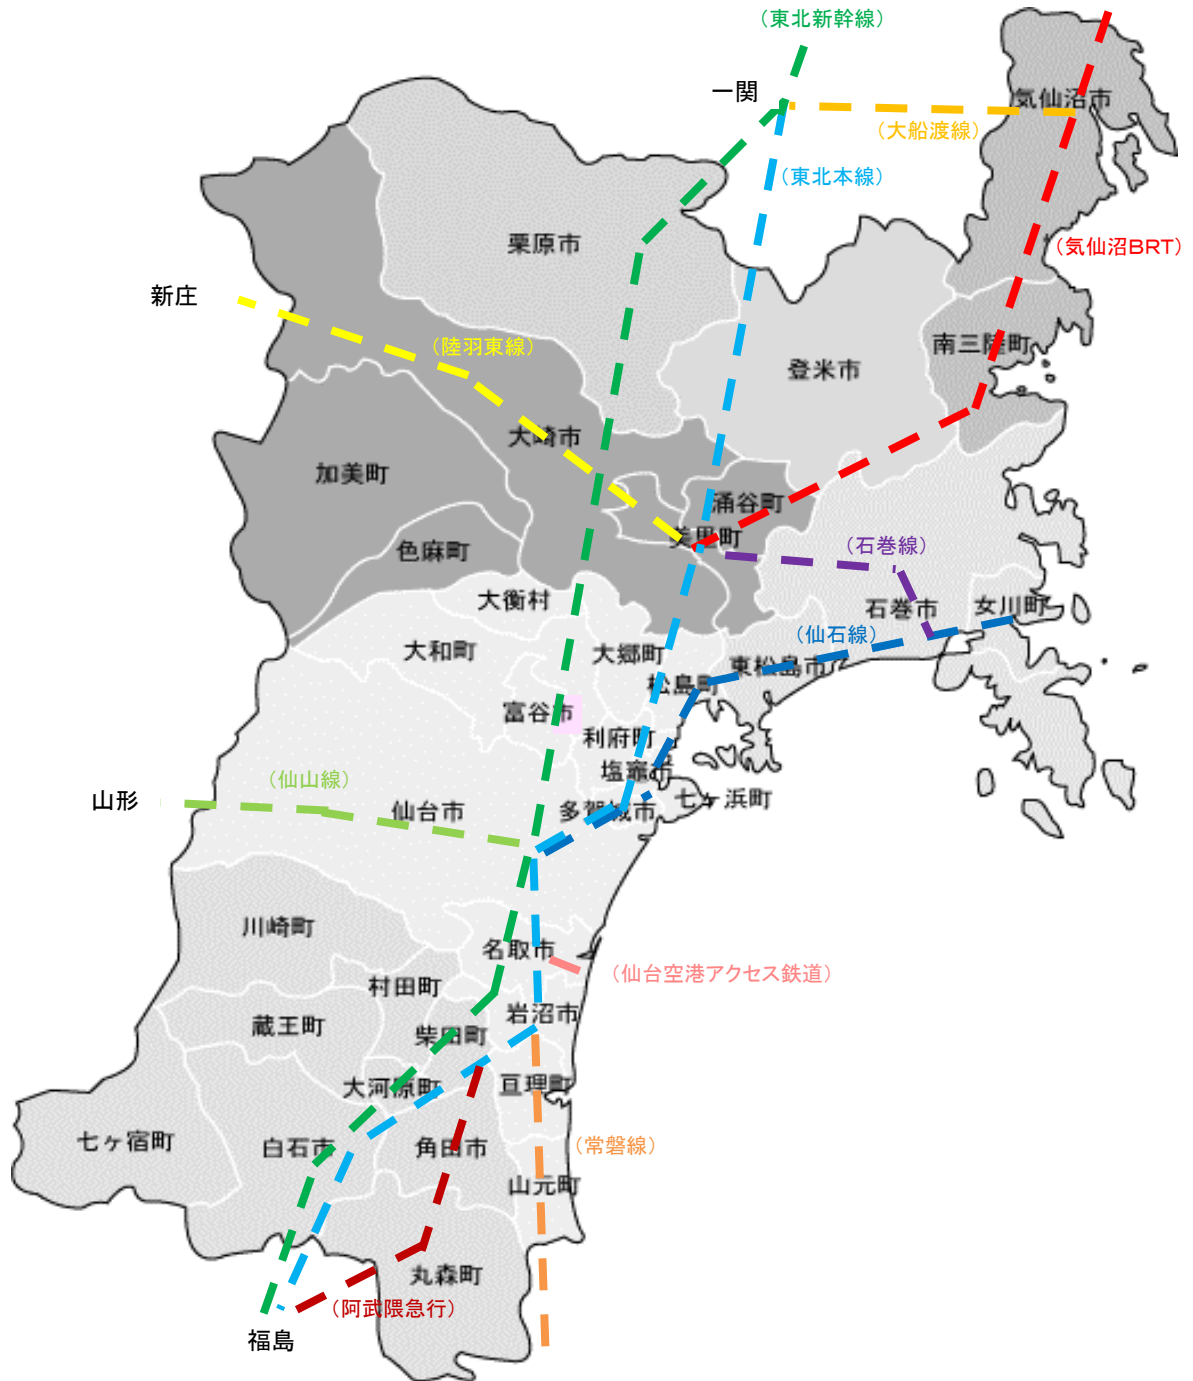 （東北新幹線）
一関
気仙沼市
（大船渡線）
（東北本線）
栗原市
（気仙沼BRT）
新庄
（陸羽東線）
南三陸町
登米市
大崎市
加美町
涌谷町
美里町
色麻町
（石巻線）
大衡村
石巻市
女川町
（仙石線）
大和町
大郷町
東松島市
松島町
富谷市
利府町
塩竈市
（仙山線）
山形
仙台市
多賀城市
七ヶ浜町
川崎町
名取市
（仙台空港アクセス鉄道）
村田町
岩沼市
蔵王町
柴田町
大河原町
亘理町
七ヶ宿町
白石市
角田市
（常磐線）
山元町
丸森町
（阿武隈急行）
福島